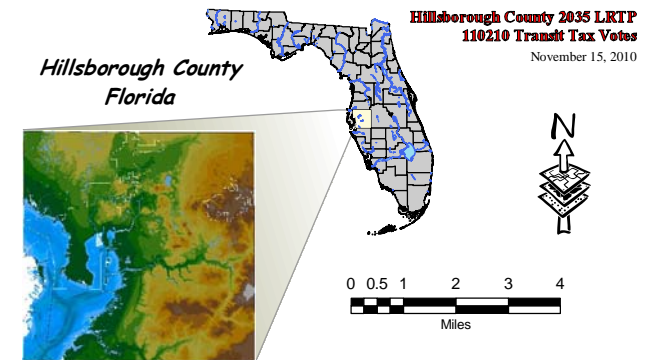 Hillsborough County 2035 LRTP
110210 Transit Tax Votes
November 15, 2010
Hillsborough County
Florida
N
0 0.5 1 2 3 4
Miles